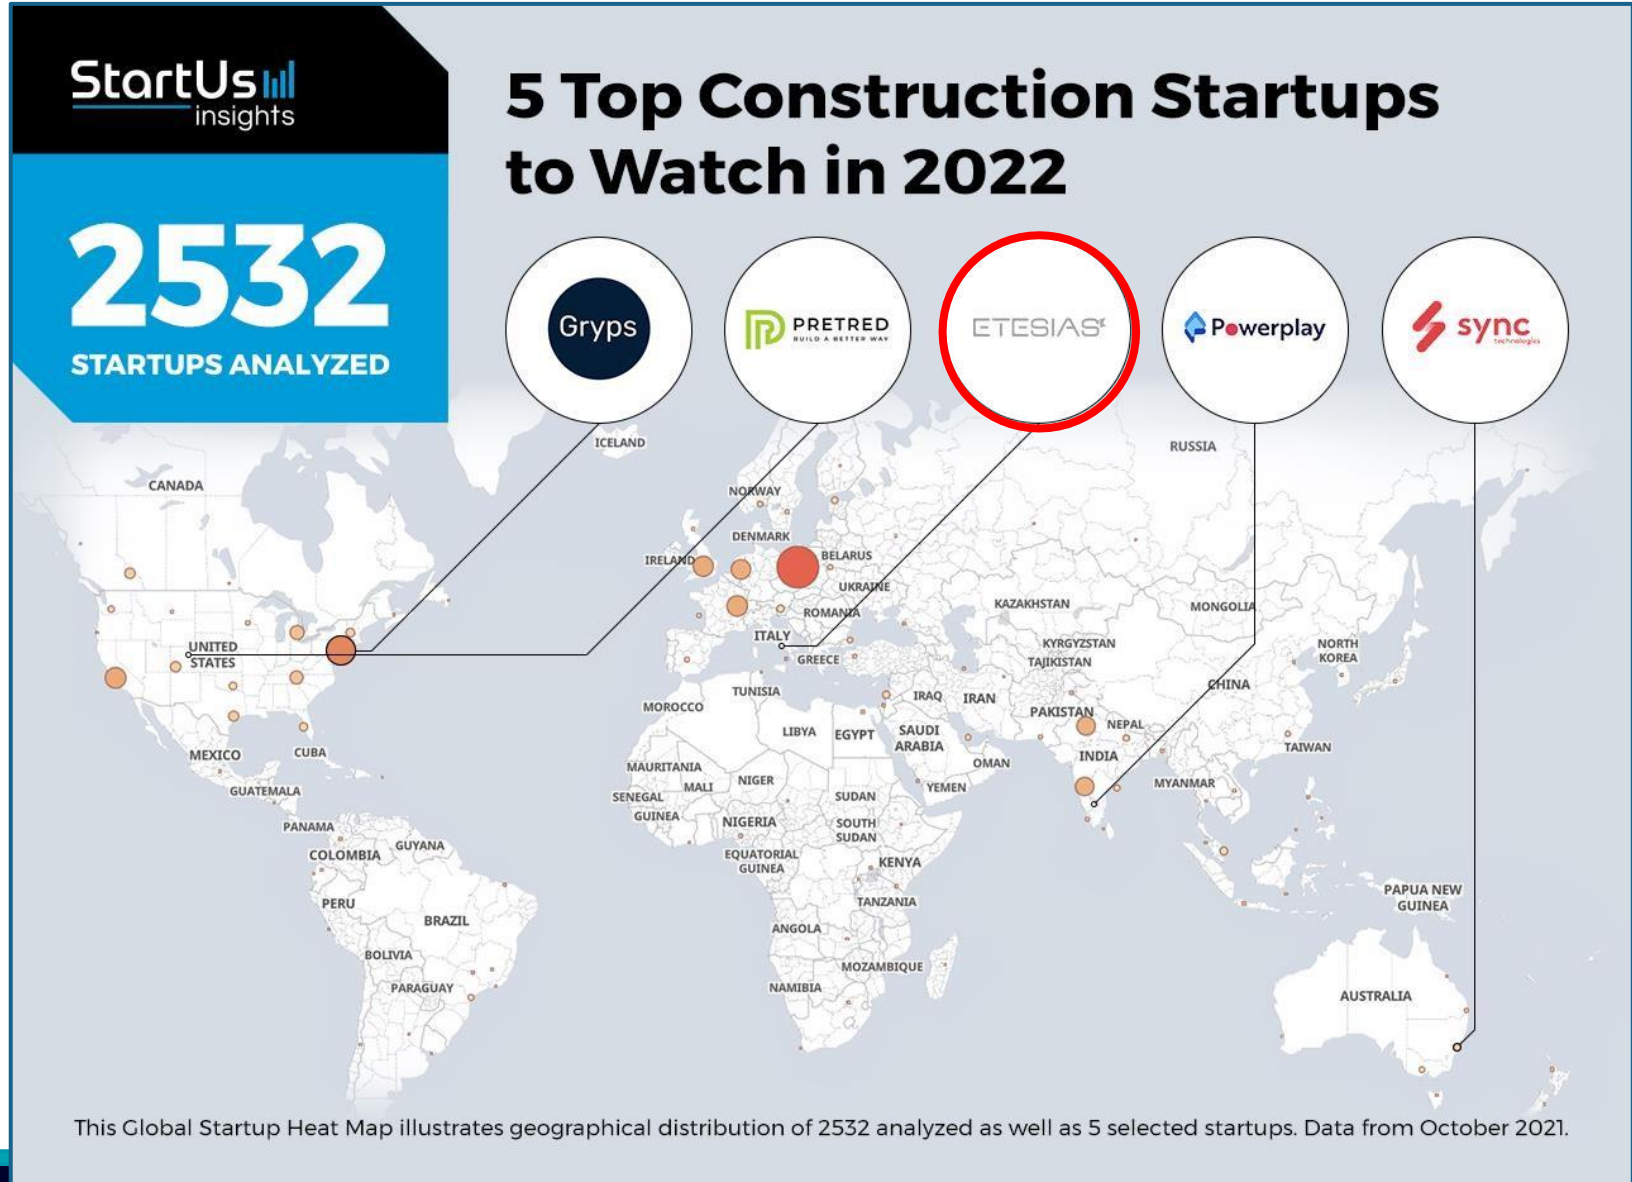 StartUs
insights
5 Top Construction Startups
to Watch in 2022
2532
STARTUPS ANALYZED
Gryps
PRETRED
BUILD A BETTER WAY
ETESIAS
Powerplay
sync
technologies
ICELAND
RUSSIA
CANADA
NORWAY
DENMARK
IRELAND
BELARUS
UKRAINE
KAZAKHSTAN
MONGOLIA
ROMANIA
UNITED
STATES
ITALY
KYRGYZSTAN
NORTH
KOREA
GREECE
TAJIKISTAN
CHINA
TUNISIA
IRAQ
IRAN
MOROCCO
PAKISTAN
NEPAL
LIBYA
EGYPT
SAUDI
ARABIA
TAIWAN
MEXICO
CUBA
INDIA
OMAN
MAURITANIA
NIGER
MALI
YEMEN
MYANMAR
GUATEMALA
SENEGAL
SUDAN
GUINEA
NIGERIA
SOUTH
SUDAN
PANAMA
GUYANA
COLOMBIA
EQUATORIAL
GUINEA
KENYA
PERU
TANZANIA
PAPUA NEW
GUINEA
BRAZIL
ANGOLA
BOLIVIA
MOZAMBIQUE
PARAGUAY
NAMIBIA
AUSTRALIA
This Global Startup Heat Map illustrates geographical distribution of 2532 analyzed as well as 5 selected startups. Data from October 2021.